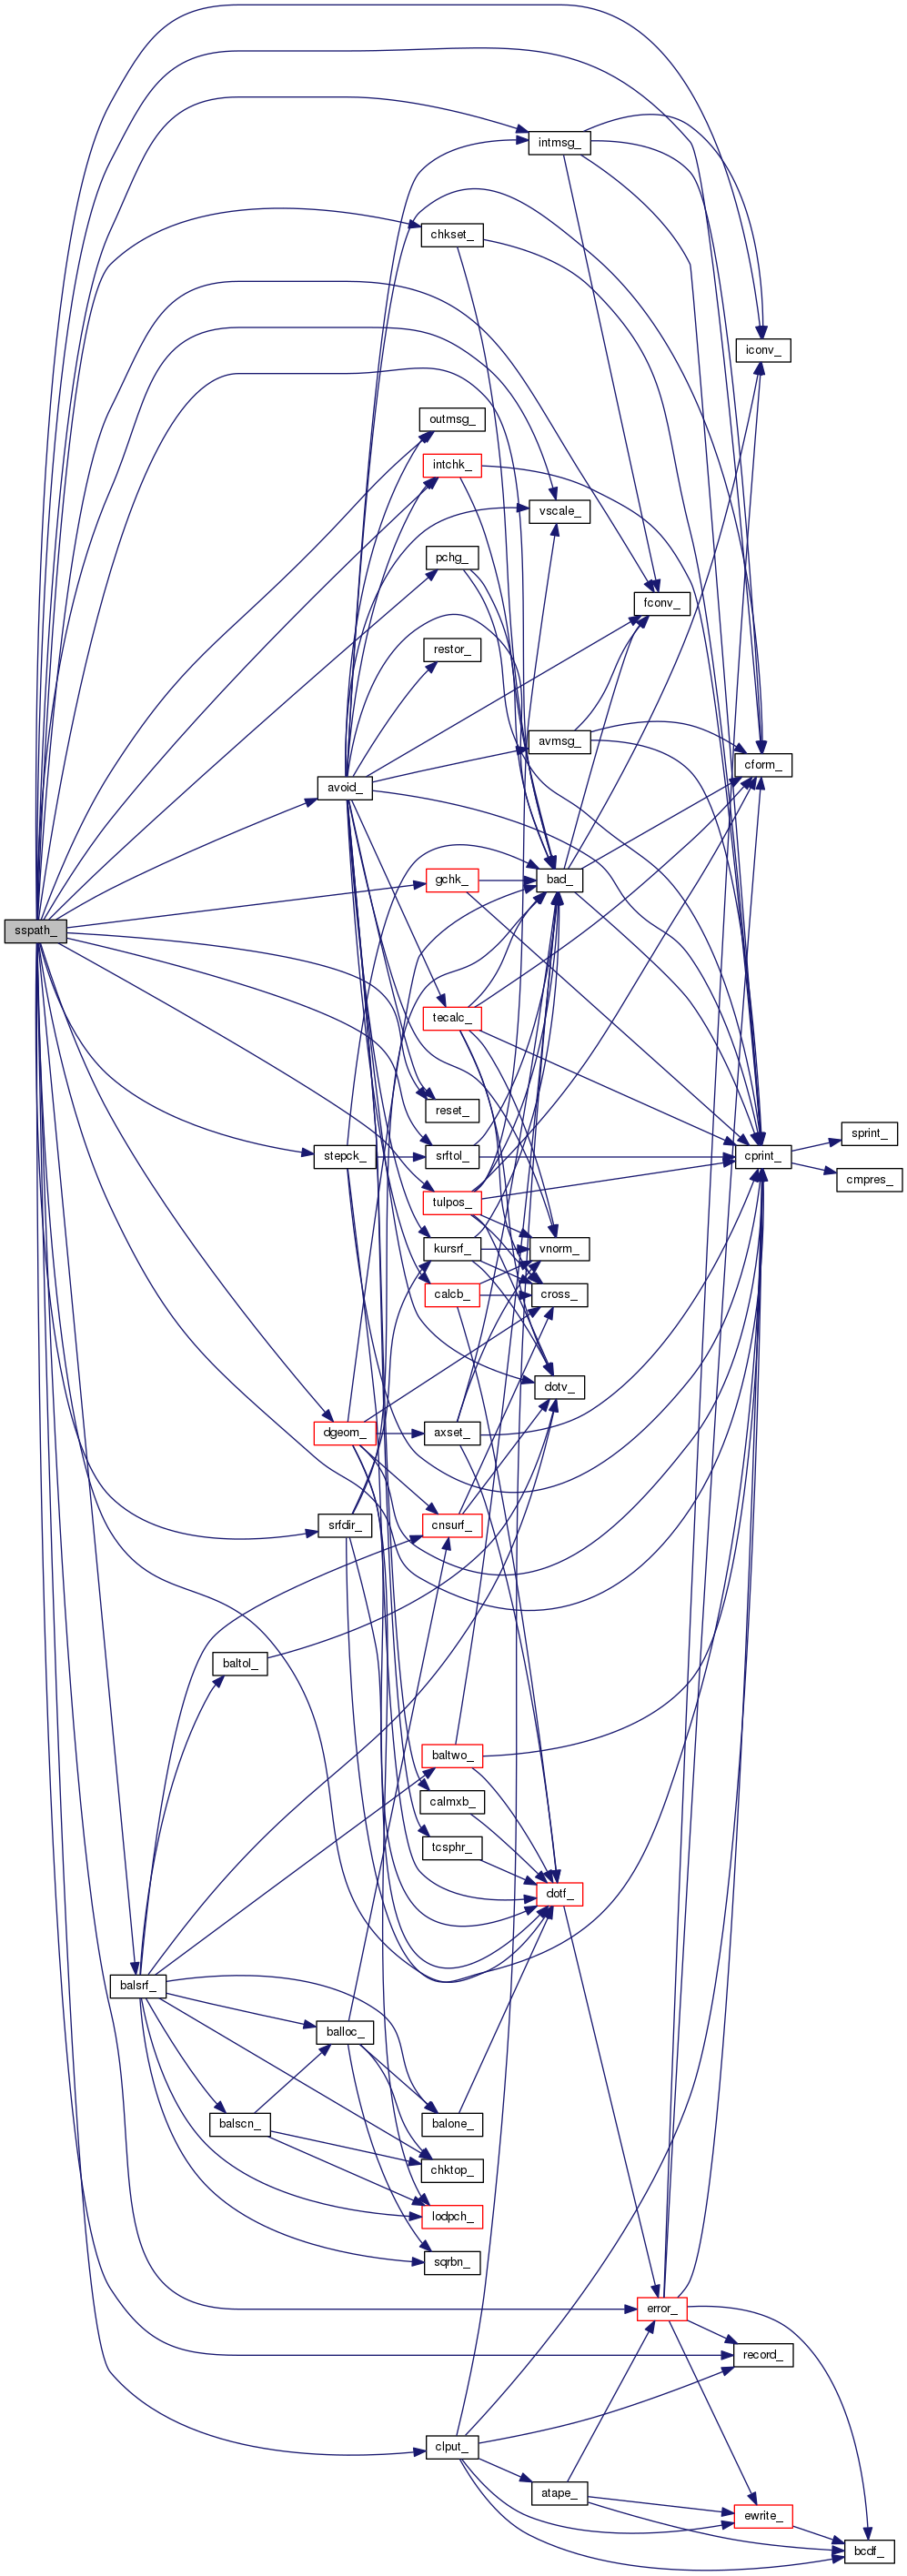 intmsg_
chkset_
iconv_
outmsg_
intchk_
vscale_
pchg_
fconv_
restor_
avmsg_
cform_
avoid_
gchk_
bad_
sspath_
tecalc_
reset_
sprint_
stepck_
srftol_
cprint_
cmpres_
tulpos_
kursrf_
vnorm_
calcb_
cross_
dotv_
dgeom_
axset_
srfdir_
cnsurf_
baltol_
baltwo_
calmxb_
tcsphr_
dotf_
balsrf_
balloc_
balscn_
balone_
chktop_
lodpch_
sqrbn_
error_
record_
clput_
atape_
ewrite_
bcdf_